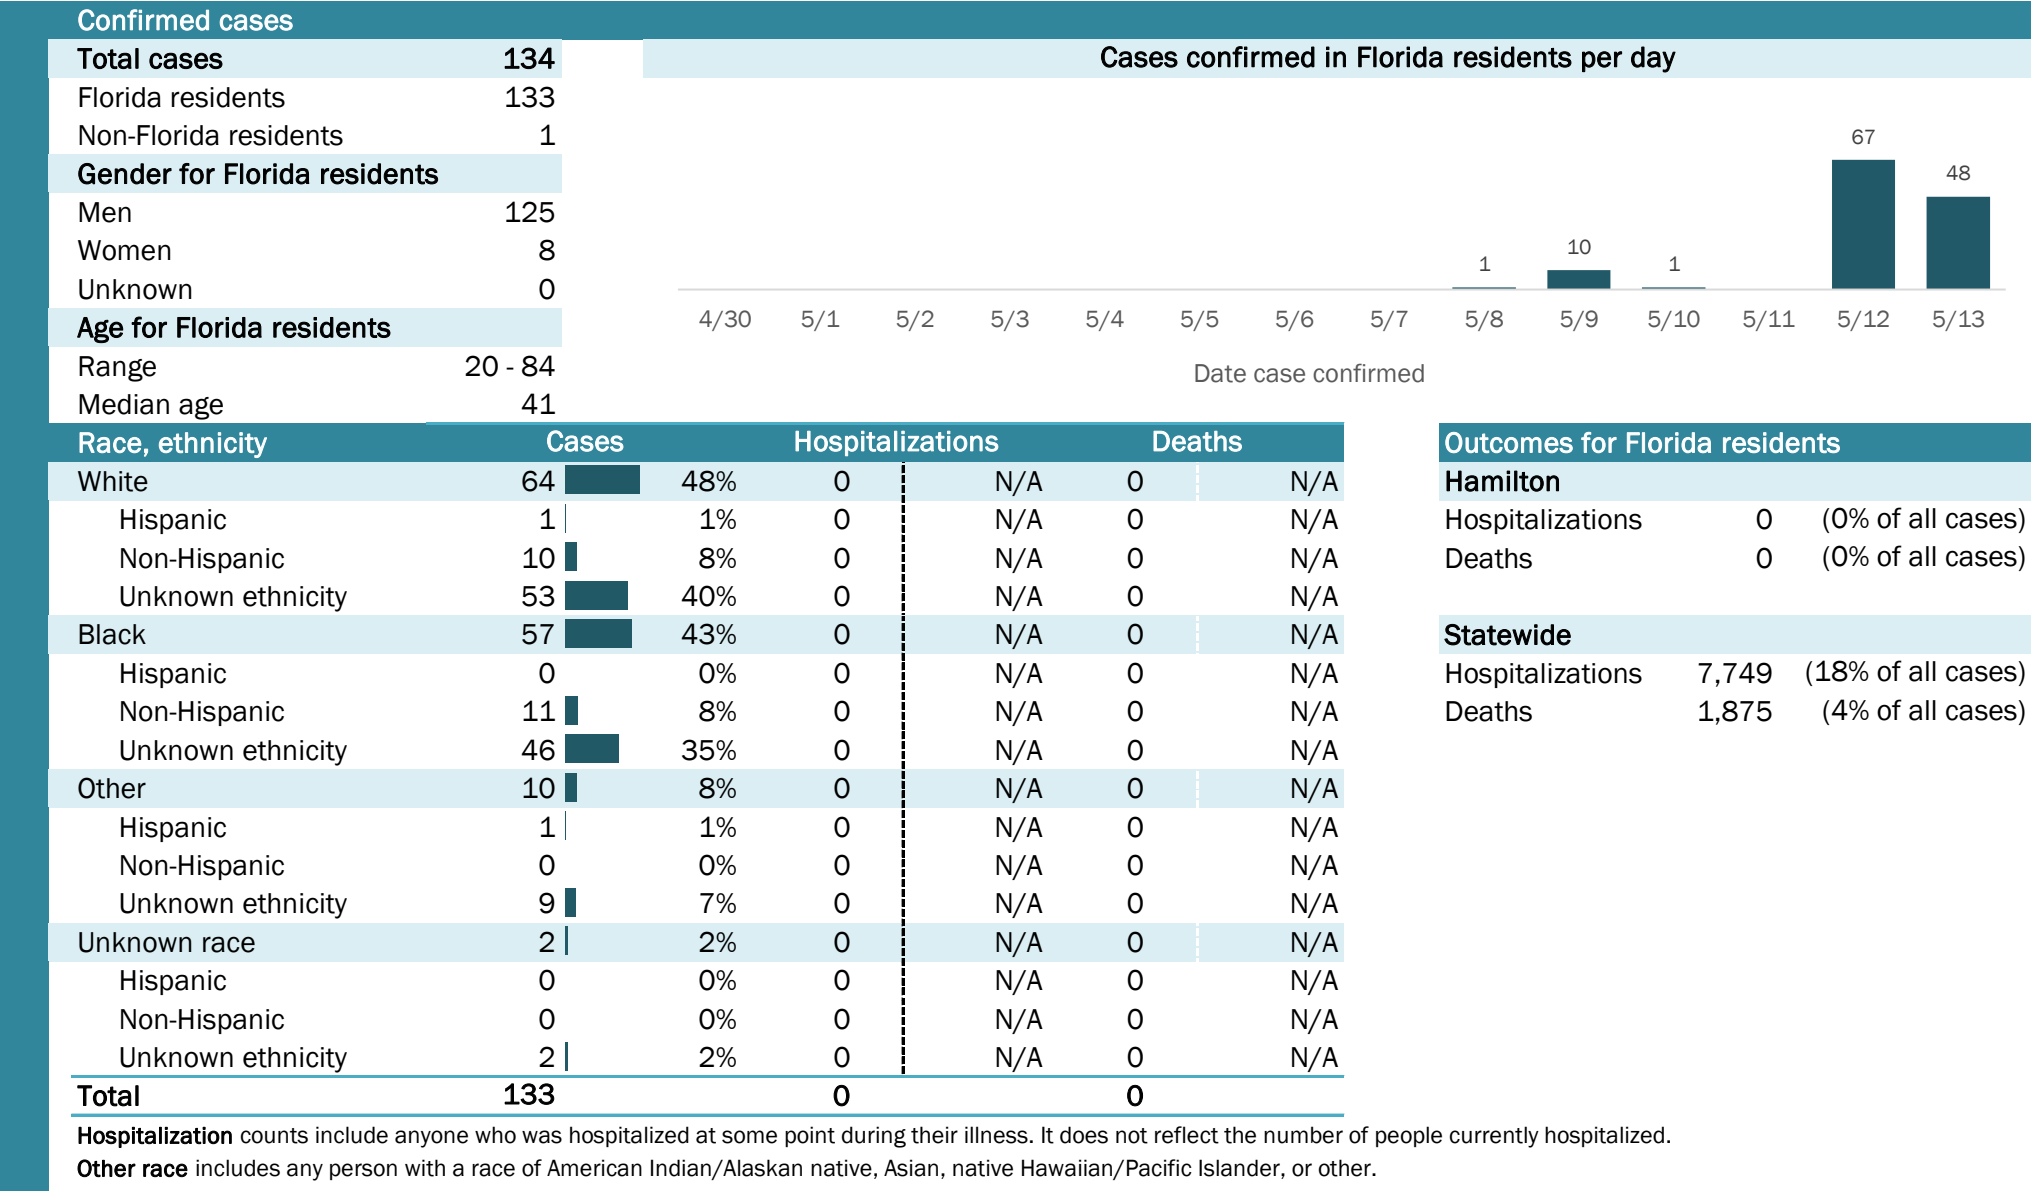 Confirmed cases
Total cases 134
Florida residents 133
Non-Florida residents 1
Gender for Florida residents
Men 125
Women 8
Unknown 0
Age for Florida residents
Range 20 - 84
Median age 41
Cases confirmed in Florida residents per day
67
48
1 10 1
4/30 5/1 5/2 5/3 5/4 5/5 5/6 5/7 5/8 5/9 5/10 5/11 5/12 5/13
Date case confirmed
Race, ethnicity Cases Hospitalizations Deaths
White 64 48% 0 N/A 0 N/A
Hispanic 1 1% 0 N/A 0 N/A
Non-Hispanic 10 8% 0 N/A 0 N/A
Unknown ethnicity 53 40% 0 N/A 0 N/A
Black 57 43% 0 N/A 0 N/A
Hispanic 0 0% 0 N/A 0 N/A
Non-Hispanic 11 8% 0 N/A 0 N/A
Unknown ethnicity 46 35% 0 N/A 0 N/A
Other 10 8% 0 N/A 0 N/A
Hispanic 1 1% 0 N/A 0 N/A
Non-Hispanic 0 0% 0 N/A 0 N/A
Unknown ethnicity 9 7% 0 N/A 0 N/A
Unknown race 2 2% 0 N/A 0 N/A
Hispanic 0 0% 0 N/A 0 N/A
Non-Hispanic 0 0% 0 N/A 0 N/A
Unknown ethnicity 2 2% 0 N/A 0 N/A
Total 133 0 0
Outcomes for Florida residents
Hamilton
Hospitalizations 0 (0% of all cases)
Deaths 0 (0% of all cases)
Statewide
Hospitalizations 7,749 (18% of all cases)
Deaths 1,875 (4% of all cases)
Hospitalization counts include anyone who was hospitalized at some point during their illness. It does not reflect the number of people currently hospitalized.
Other race includes any person with a race of American Indian/Alaskan native, Asian, native Hawaiian/Pacific Islander, or other.